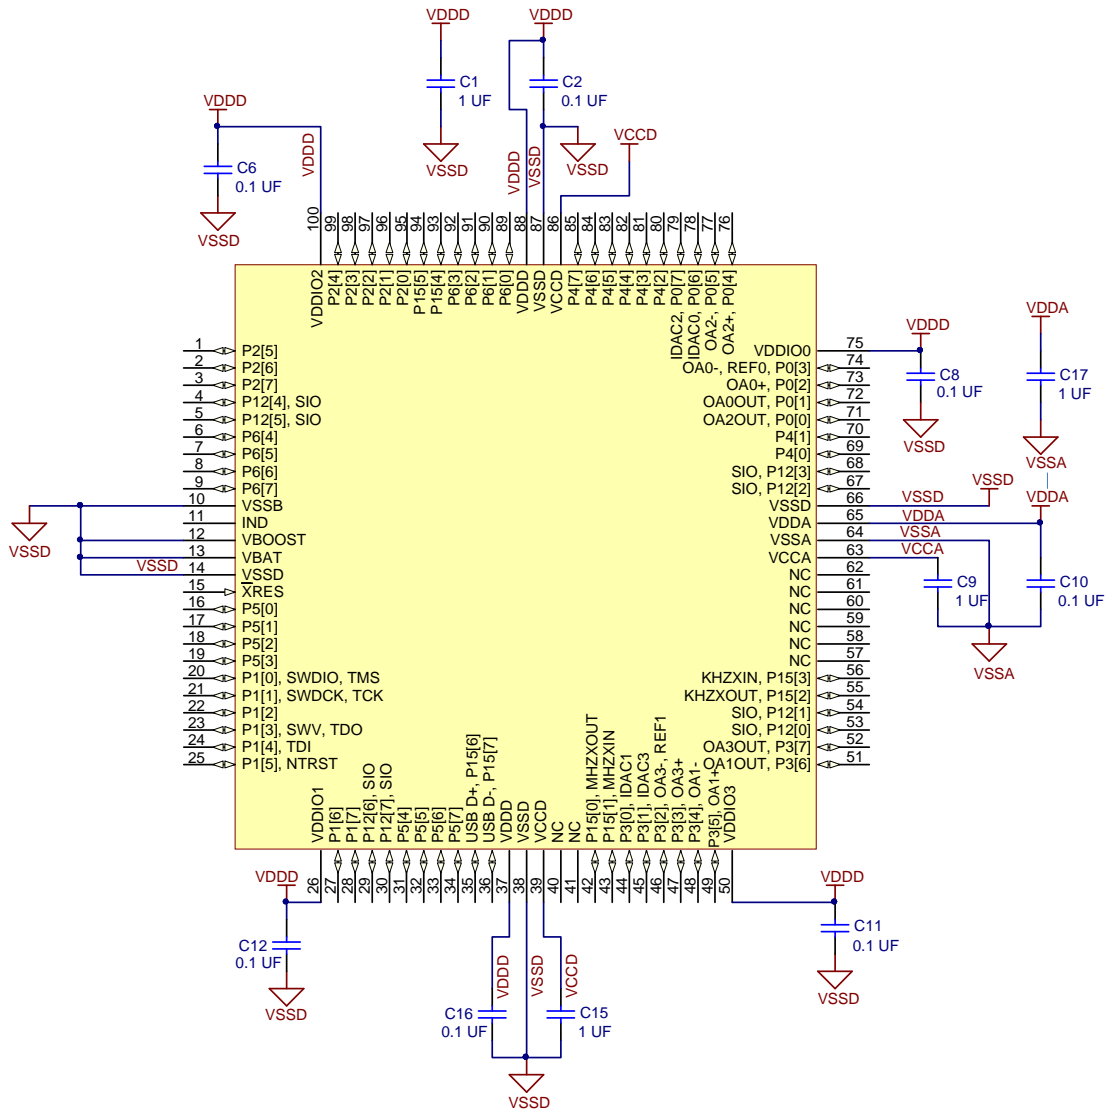 VDDD
VDDD
C1
1 UF
C2
0.1 UF
VDDD
VSSD
VSSD
VCCD
VDDD
VDDD
VSSD
C6
0.1 UF
VSSD
100
99
98
97
96
95
94
93
92
91
90
89
88
87
86
85
84
83
82
81
80
79
78
77
76
VDDIO2
P2[4]
P2[3]
P2[2]
P2[1]
P2[0]
P15[5]
P15[4]
P6[3]
P6[2]
P6[1]
P6[0]
VDDD
VSSD
VCCD
P4[7]
P4[6]
P4[5]
P4[4]
P4[3]
P4[2]
IDAC2, P0[7]
IDAC0, P0[6]
OA2-, P0[5]
OA2+, P0[4]
1 P2[5]
2 P2[6]
3 P2[7]
4 P12[4], SIO
5 P12[5], SIO
6 P6[4]
7 P6[5]
8 P6[6]
9 P6[7]
10 VSSB
11 IND
12 VBOOST
13 VBAT
VSSD 14 VSSD
15 XRES
16 P5[0]
17 P5[1]
18 P5[2]
19 P5[3]
20 P1[0], SWDIO, TMS
21 P1[1], SWDCK, TCK
22 P1[2]
23 P1[3], SWV, TDO
24 P1[4], TDI
25 P1[5], NTRST
VSSD
VDDIO0 75
OA0-, REF0, P0[3] 74
OA0+, P0[2] 73
OA0OUT, P0[1] 72
OA2OUT, P0[0] 71
P4[1] 70
P4[0] 69
SIO, P12[3] 68
SIO, P12[2] 67
VSSD 66 VSSD
VDDA 65 VDDA
VSSA 64 VSSA
VCCA 63 VCCA
NC 62
NC 61
NC 60
NC 59
NC 58
NC 57
KHZXIN, P15[3] 56
KHZXOUT, P15[2] 55
SIO, P12[1] 54
SIO, P12[0] 53
OA3OUT, P3[7] 52
OA1OUT, P3[6] 51
VDDD
C8
0.1 UF
VSSD
VDDA
C17
1 UF
VSSA
VSSD
VDDA
C9
1 UF
C10
0.1 UF
VSSA
VDDIO1
P1[6]
P1[7]
P12[6], SIO
P12[7], SIO
P5[4]
P5[5]
P5[6]
P5[7]
USB D+, P15[6]
USB D-, P15[7]
VDDD
VSSD
VCCD
NC
NC
P15[0], MHZXOUT
P15[1], MHZXIN
P3[0], IDAC1
P3[1], IDAC3
P3[2], OA3-, REF1
P3[3], OA3+
P3[4], OA1-
P3[5], OA1+
VDDIO3
26
27
28
29
30
31
32
33
34
35
36
37
38
39
40
41
42
43
44
45
46
47
48
49
50
VDDD
C12
0.1 UF
VSSD
VDDD
VSSD
VCCD
C16
0.1 UF
C15
1 UF
VSSD
VDDD
C11
0.1 UF
VSSD